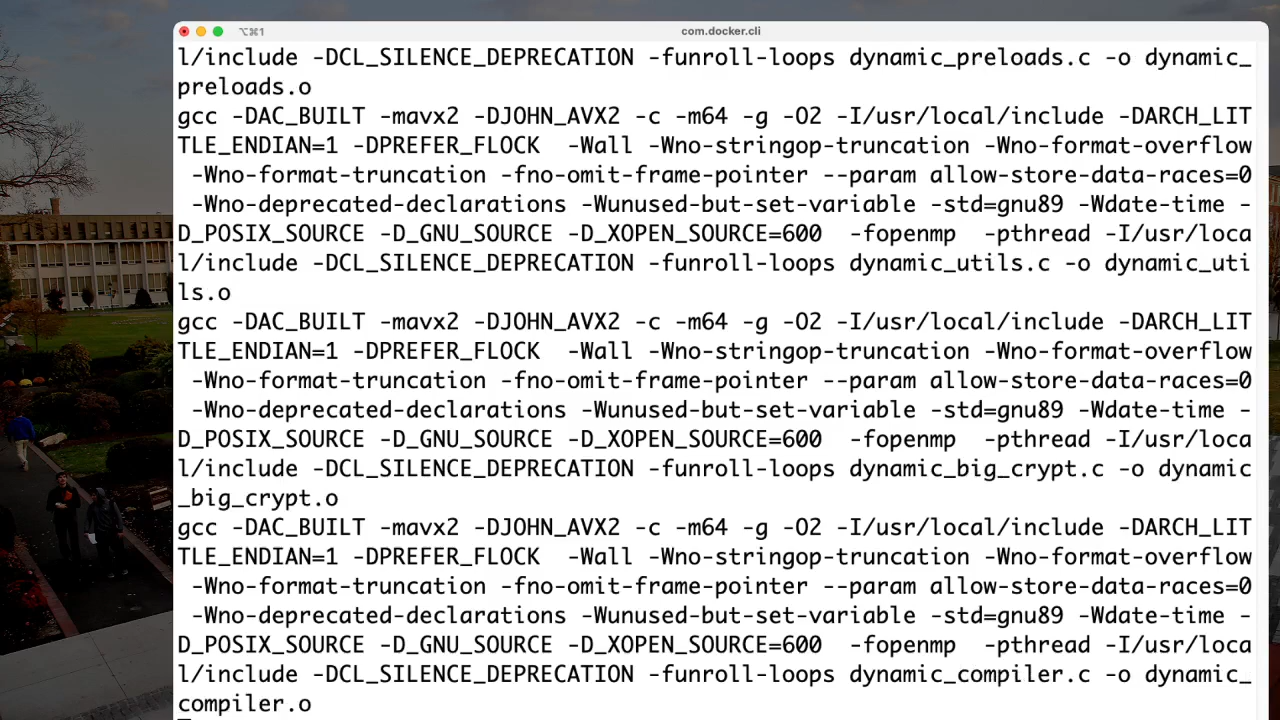 ⌥⌘1
com.docker.cli
l/include -DCL_SILENCE_DEPRECATION -funroll-loops dynamic_preloads.c -o dynamic_
preloads.o
gcc -DAC_BUILT -mavx2 -DJOHN_AVX2 -c -m64 -g -O2 -I/usr/local/include -DARCH_LIT
TLE_ENDIAN=1 -DPREFER_FLOCK  -Wall -Wno-stringop-truncation -Wno-format-overflow
 -Wno-format-truncation -fno-omit-frame-pointer --param allow-store-data-races=0
 -Wno-deprecated-declarations -Wunused-but-set-variable -std=gnu89 -Wdate-time -
D_POSIX_SOURCE -D_GNU_SOURCE -D_XOPEN_SOURCE=600  -fopenmp  -pthread -I/usr/loca
l/include -DCL_SILENCE_DEPRECATION -funroll-loops dynamic_utils.c -o dynamic_uti
ls.o
gcc -DAC_BUILT -mavx2 -DJOHN_AVX2 -c -m64 -g -O2 -I/usr/local/include -DARCH_LIT
TLE_ENDIAN=1 -DPREFER_FLOCK  -Wall -Wno-stringop-truncation -Wno-format-overflow
 -Wno-format-truncation -fno-omit-frame-pointer --param allow-store-data-races=0
 -Wno-deprecated-declarations -Wunused-but-set-variable -std=gnu89 -Wdate-time -
D_POSIX_SOURCE -D_GNU_SOURCE -D_XOPEN_SOURCE=600  -fopenmp  -pthread -I/usr/loca
l/include -DCL_SILENCE_DEPRECATION -funroll-loops dynamic_big_crypt.c -o dynamic
_big_crypt.o
gcc -DAC_BUILT -mavx2 -DJOHN_AVX2 -c -m64 -g -O2 -I/usr/local/include -DARCH_LIT
TLE_ENDIAN=1 -DPREFER_FLOCK  -Wall -Wno-stringop-truncation -Wno-format-overflow
 -Wno-format-truncation -fno-omit-frame-pointer --param allow-store-data-races=0
 -Wno-deprecated-declarations -Wunused-but-set-variable -std=gnu89 -Wdate-time -
D_POSIX_SOURCE -D_GNU_SOURCE -D_XOPEN_SOURCE=600  -fopenmp  -pthread -I/usr/loca
l/include -DCL_SILENCE_DEPRECATION -funroll-loops dynamic_compiler.c -o dynamic_
compiler.o